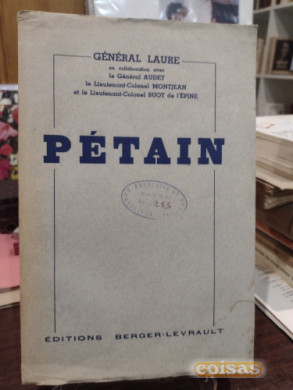 GÉNÉRAL LAURE
en collaboration avec
le Général AUDET
le Lieutenant-Colonel MONTJEAN
et le Lieutenant-Colonel BUOT de l'ÉPINE
PÉTAIN
ÉDITIONS BERGER-LEVRAULT
coisas